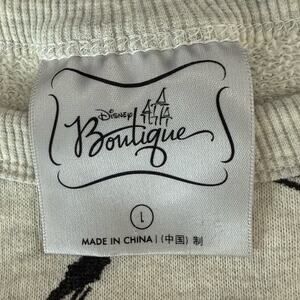 Disney
Boutique
L
MADE IN CHINA | (中国) 制